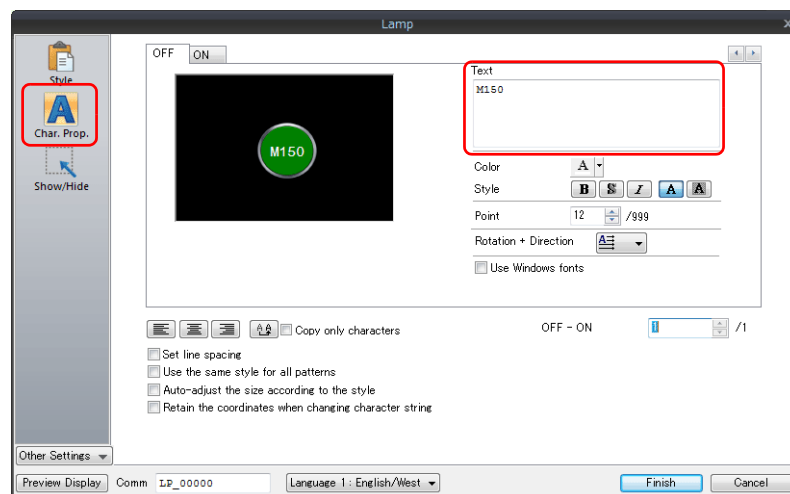 Lamp
Style
Char. Prop.
Show/Hide
OFF ON
M150
Text
M150
Color A
Style B S I A A
Point 12 /999
Rotation + Direction A
Use Windows fonts
Copy only characters
OFF - ON 1 /1
Set line spacing
Use the same style for all patterns
Auto-adjust the size according to the style
Retain the coordinates when changing character string
Other Settings
Preview Display Comm LP_00000 Language 1 : English/West Finish Cancel